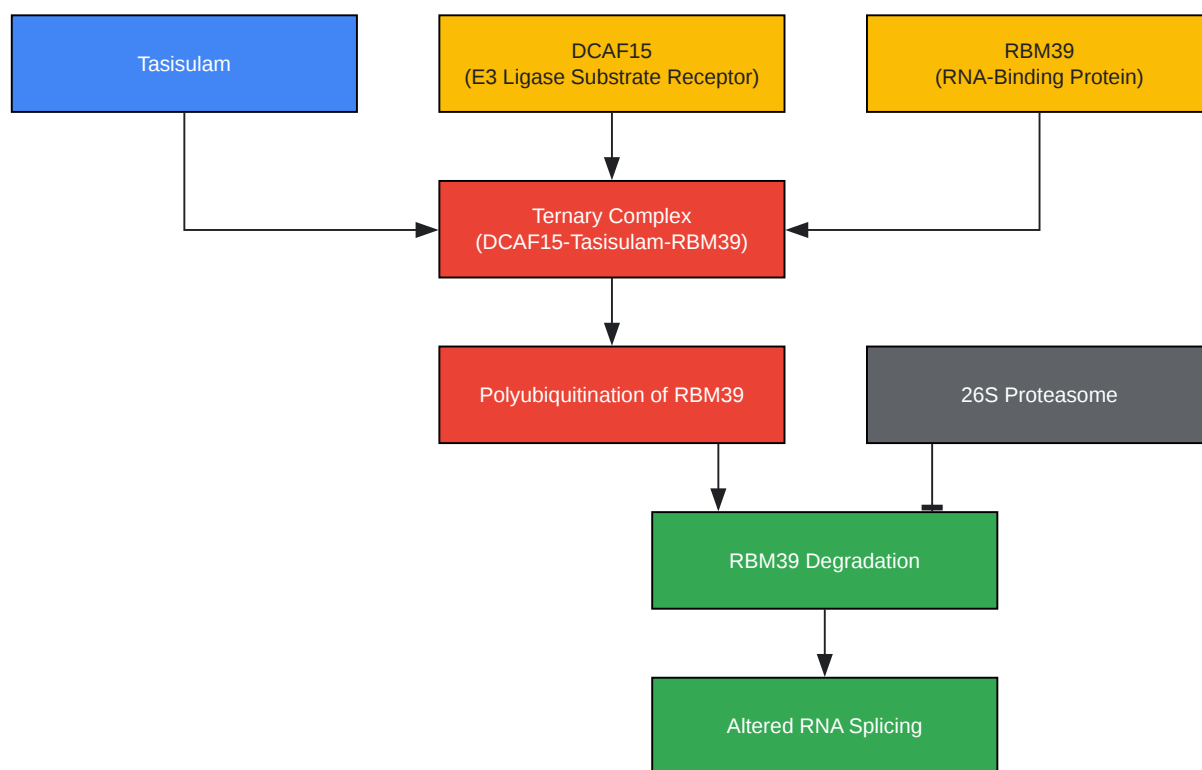 Tasisulam
DCAF15
(E3 Ligase Substrate Receptor)
RBM39
(RNA-Binding Protein)
Ternary Complex
(DCAF15-Tasisulam-RBM39)
Polyubiquitination of RBM39
26S Proteasome
RBM39 Degradation
Altered RNA Splicing